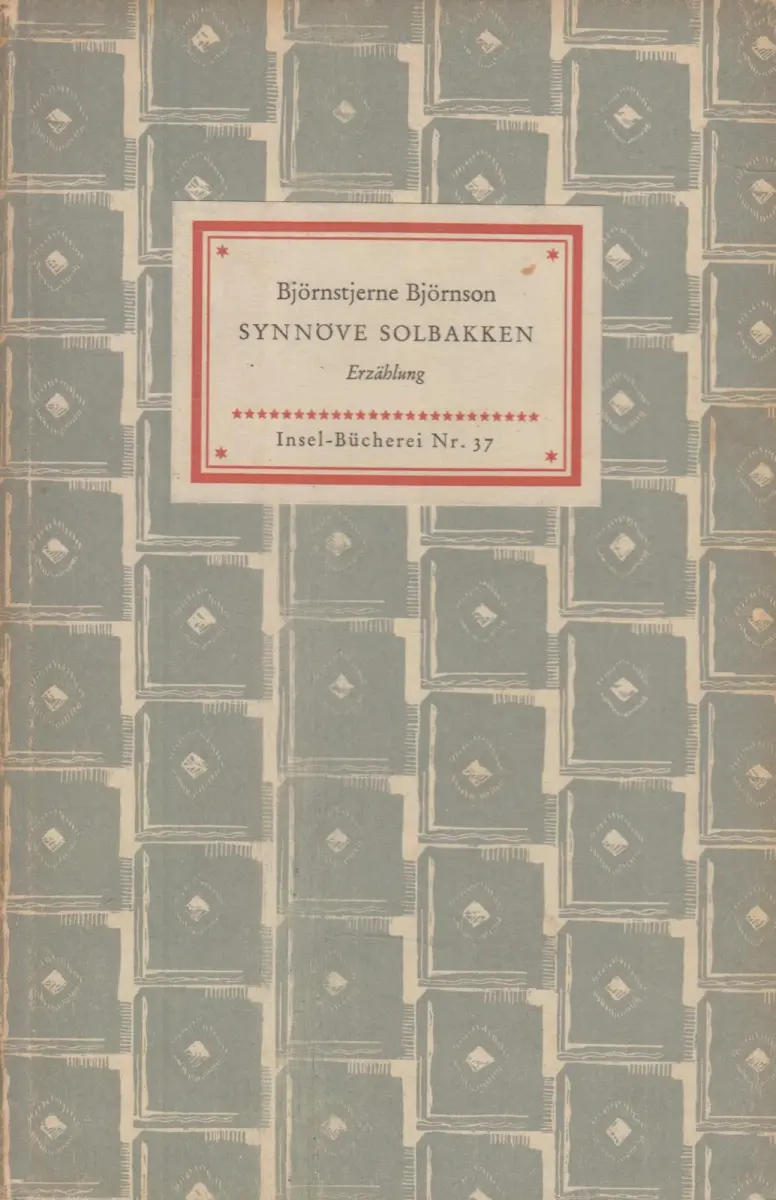 Björnstjerne Björnson
SYNNÖVE SOLBAKKEN
Erzählung
Insel-Bücherei Nr. 37